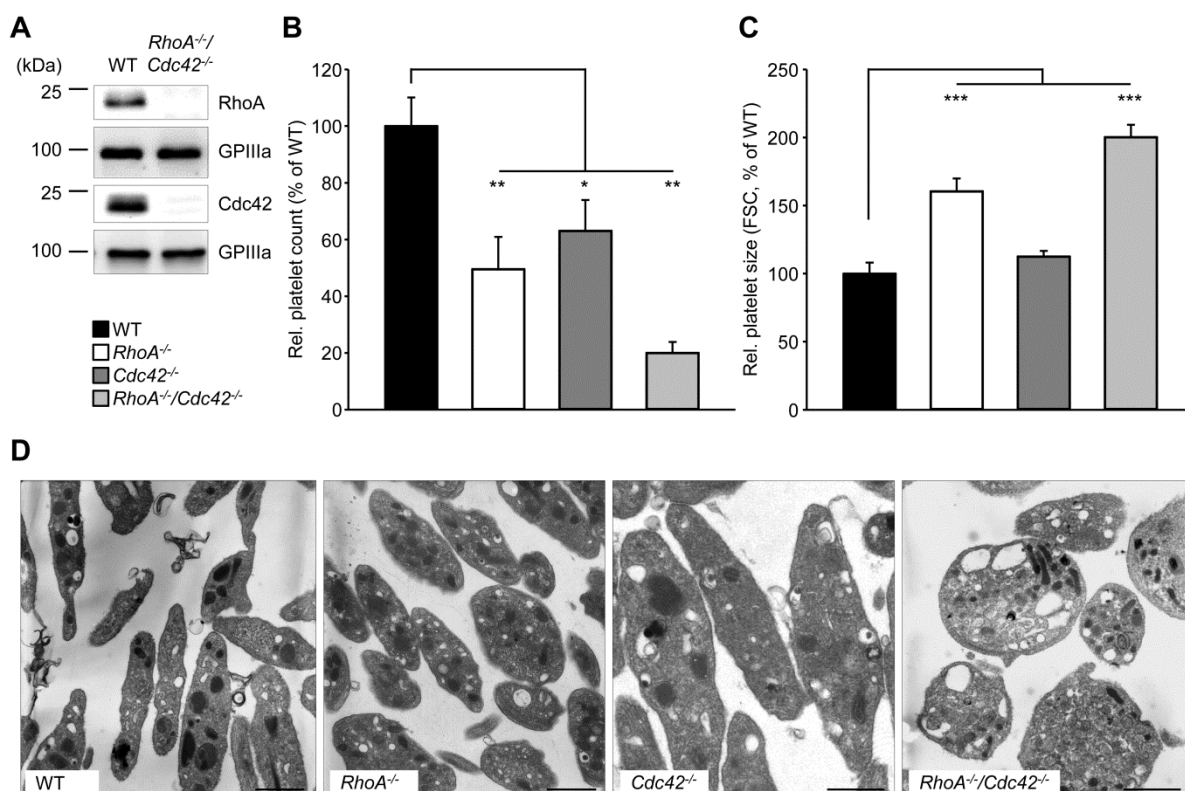 A
RhoA-/-/
(kDa) WT Cdc42-/-
25 RhoA
100 GPIIIa
25 Cdc42
100 GPIIIa
WT
RhoA-/-
Cdc42-/-
RhoA-/-/Cdc42-/-
B
Rel. platelet count (% of WT)
120
100
80
60
40
20
0
** * **
C
Rel. platelet size (FSC, % of WT)
250
200
150
100
50
0
*** ***
D
WT
RhoA-/-
Cdc42-/-
RhoA-/-/Cdc42-/-